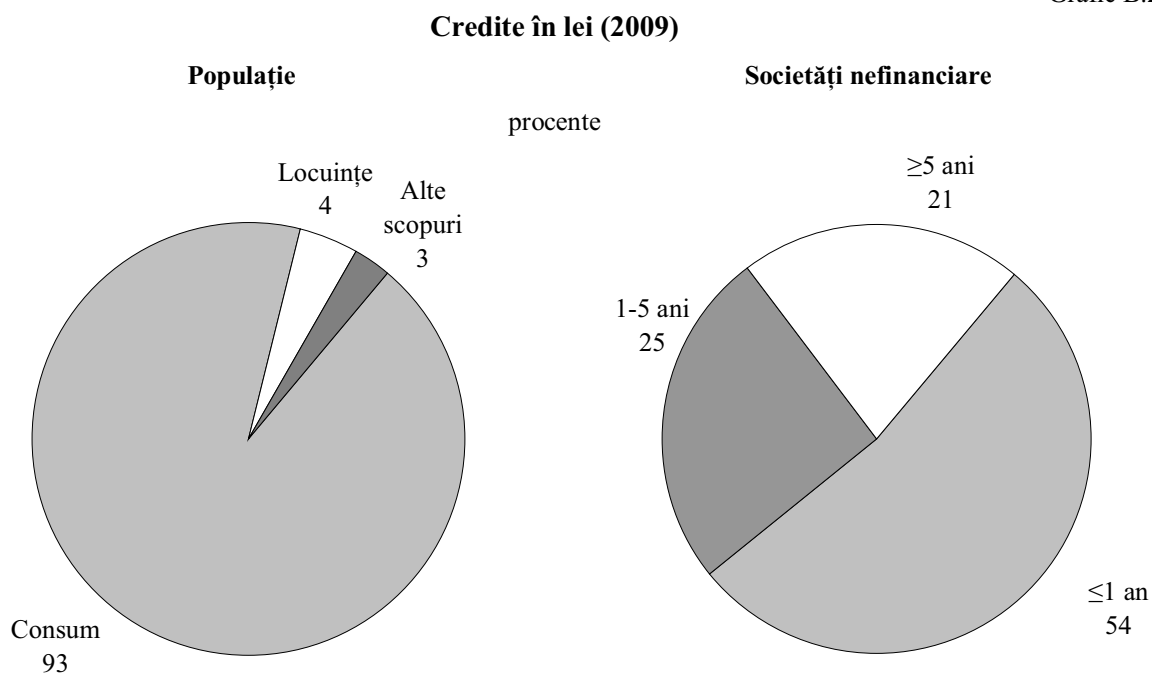 Credite în lei (2009)
Populație
Societăți nefinanciare
procente
Locuințe
4
Alte
scopuri
3
Consum
93
≥5 ani
21
1-5 ani
25
≤1 an
54